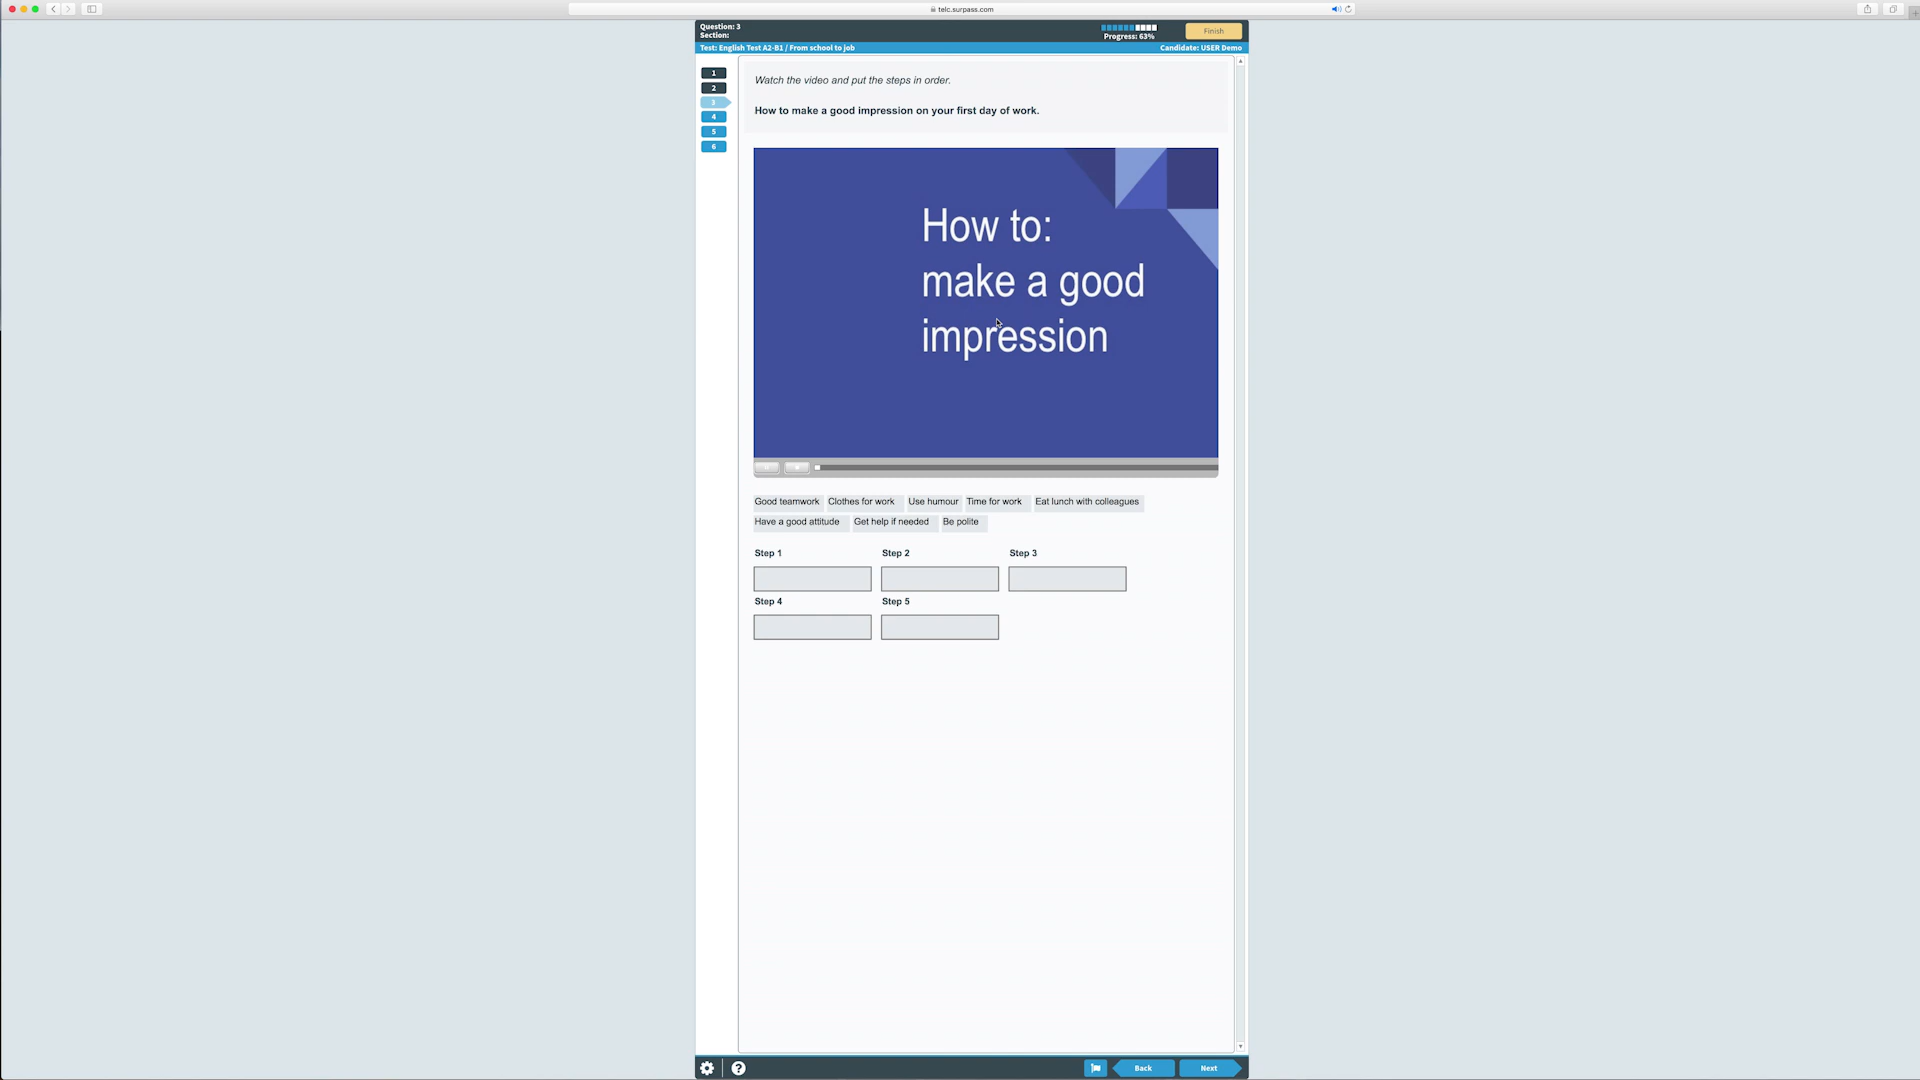 telc.surpass.com
Question: 3
Section:
Progress: 63%
Finish
Test: English Test A2-B1 / From school to job
Candidate: USER Demo
1
2
3
4
5
6
Watch the video and put the steps in order.
How to make a good impression on your first day of work.
How to:
make a good
impression
Good teamwork Clothes for work Use humour Time for work Eat lunch with colleagues
Have a good attitude Get help if needed Be polite
Step 1 Step 2 Step 3
Step 4 Step 5
Back Next